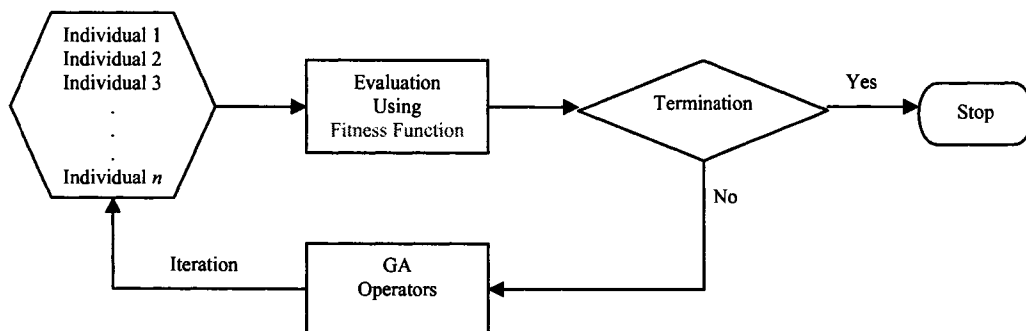 Individual 1
Individual 2
Individual 3
.
.
.
.
Individual n
Evaluation
Using
Fitness Function
Termination
Yes
Stop
No
Iteration
GA
Operators